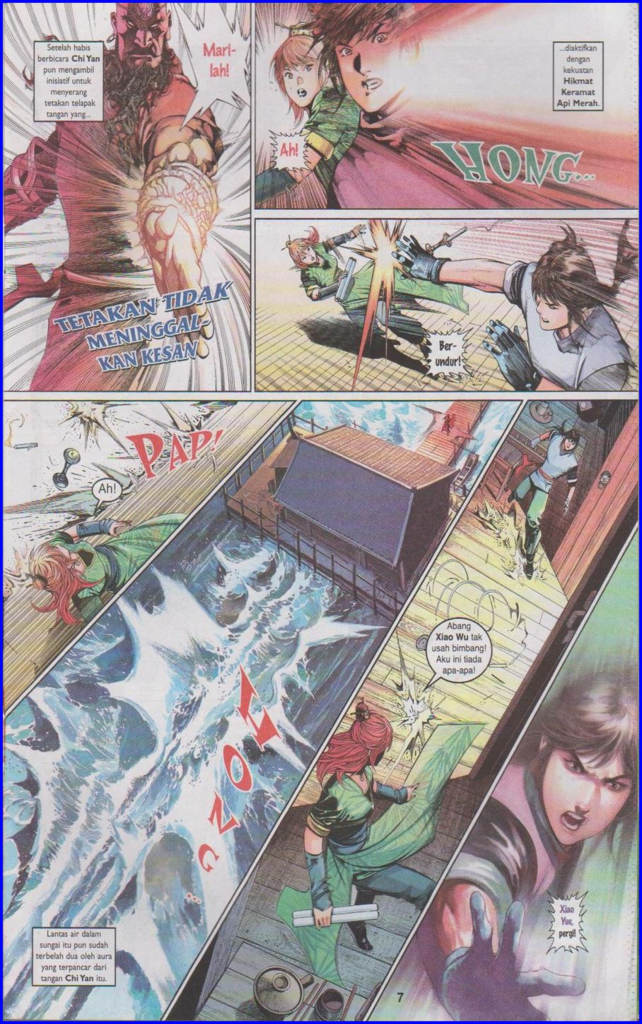 Setelah habis
berbicara Chi Yan
pun mengambil
inisiatif untuk
menyerang
tetakan telapak
tangan yang...
Mari-
lah!
TETAKAN TIDAK
MENINGGAL-
KAN KESAN
...diaktifkan
dengan
kekuatan
Hikmat
Keramat
Api Merah.
Ah!
HONG...
Ber-
undur!
PAP!
Ah!
HONG
Lantas air dalam
sungai itu pun sudah
terbelah dua oleh aura
yang terpancar dari
tangan Chi Yan itu.
Abang
Xiao Wu tak
usah bimbang!
Aku ini tiada
apa-apa!
Xiao
Yue,
pergi!
7